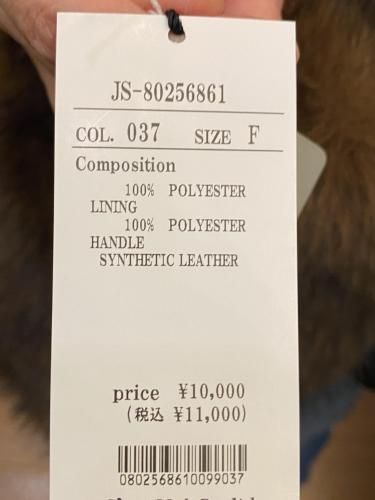 JS-80256861
COL. 037 SIZE F
Composition
100% POLYESTER
LINING
100% POLYESTER
HANDLE
SYNTHETIC LEATHER
price ¥10,000
(税込 ¥11,000)
0802568610099037